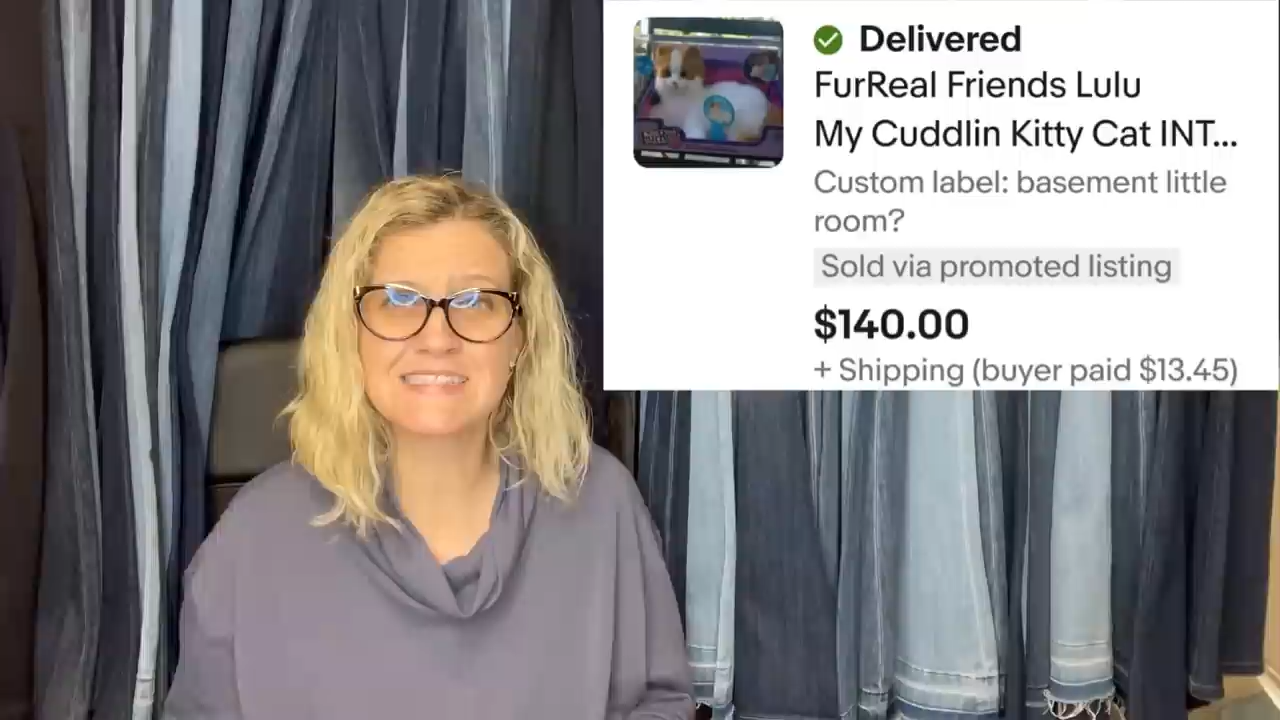 Delivered
FurReal Friends Lulu
My Cuddlin Kitty Cat INT...
Custom label: basement little
room?
Sold via promoted listing
$140.00
+ Shipping (buyer paid $13.45)